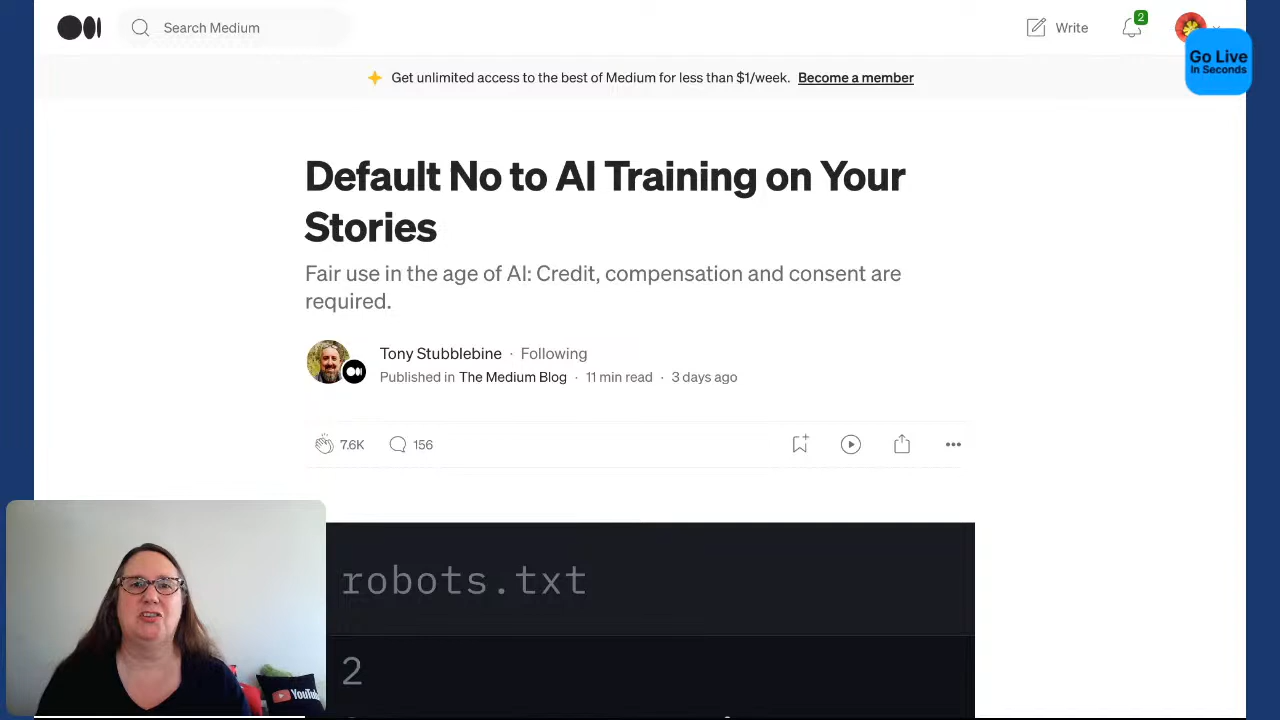 Search Medium
Write
2
Go Live
In Seconds
Get unlimited access to the best of Medium for less than $1/week. Become a member
Default No to AI Training on Your
Stories
Fair use in the age of AI: Credit, compensation and consent are
required.
Tony Stubblebine · Following
Published in The Medium Blog · 11 min read · 3 days ago
7.6K
156
robots.txt
2
YouTube